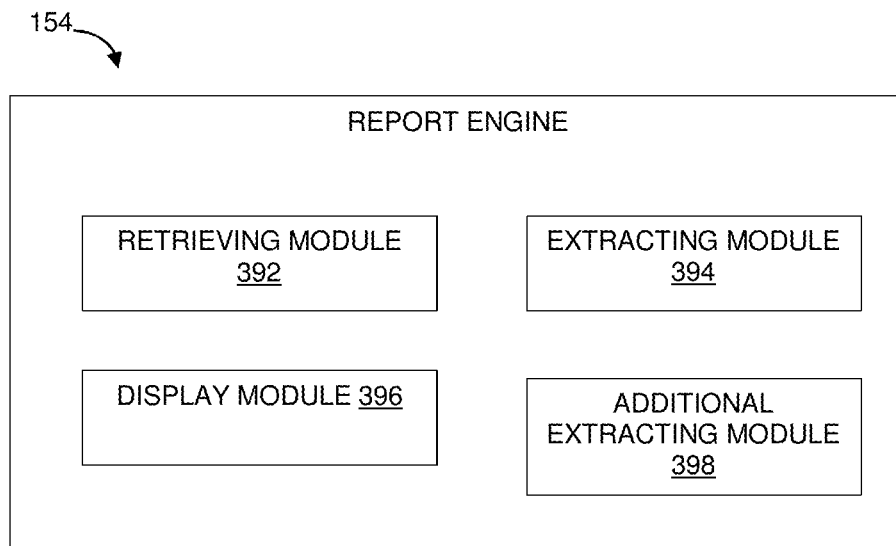 154
REPORT ENGINE
RETRIEVING MODULE
392
EXTRACTING MODULE
394
DISPLAY MODULE 396
ADDITIONAL
EXTRACTING MODULE
398